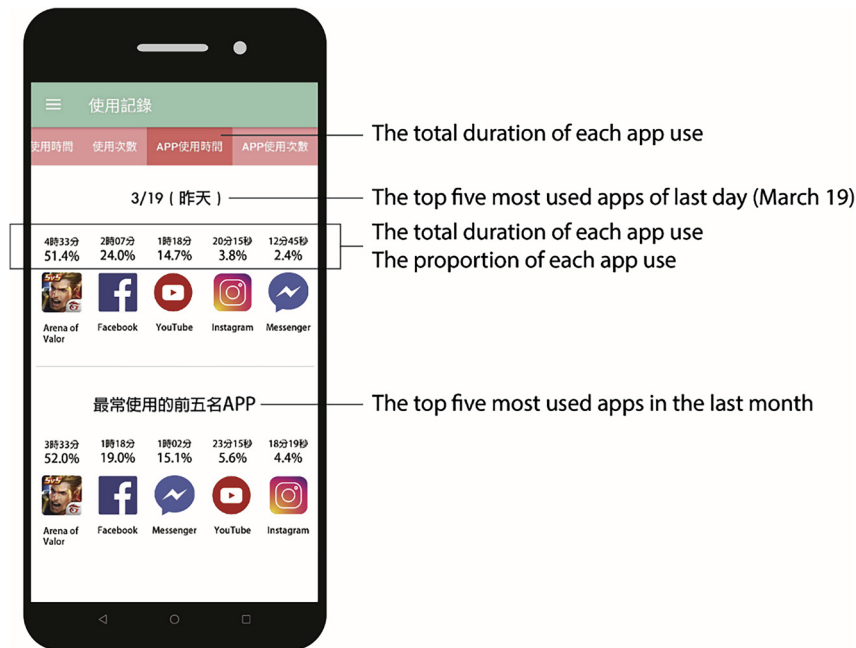 使用記錄
使用時間 使用次數 APP使用時間 APP使用次數
The total duration of each app use
3/19 ( 昨天 )
The top five most used apps of last day (March 19)
4時33分 2時07分 1時18分 20分15秒 12分45秒
The total duration of each app use
51.4% 24.0% 14.7% 3.8% 2.4%
The proportion of each app use
5v5
Arena of Valor
Facebook
YouTube
Instagram
Messenger
最常使用的前五名APP
The top five most used apps in the last month
3時33分 1時18分 1時02分 23分15秒 18分19秒
52.0% 19.0% 15.1% 5.6% 4.4%
5v5
Arena of Valor
Facebook
Messenger
YouTube
Instagram